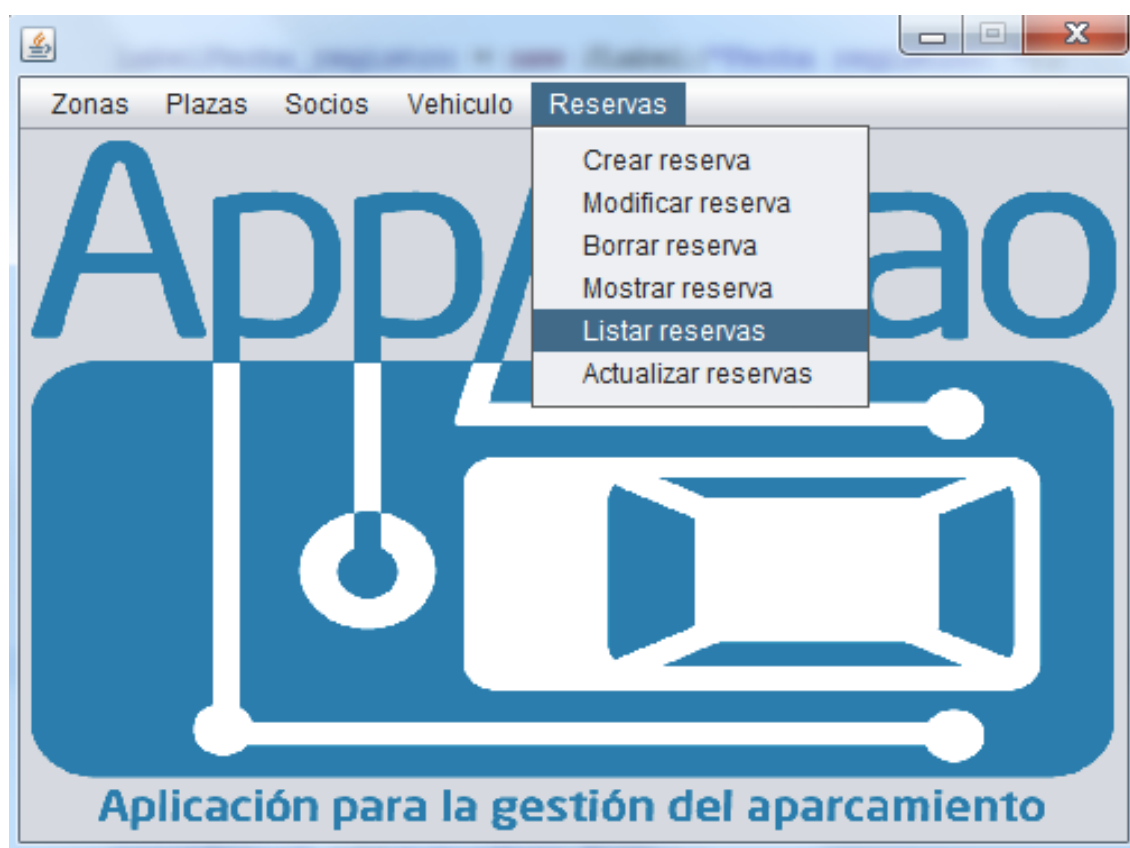 Zonas Plazas Socios Vehiculo Reservas
Crear reserva
Modificar reserva
Borrar reserva
Mostrar reserva
Listar reservas
Actualizar reservas
Aplicación para la gestión del aparcamiento